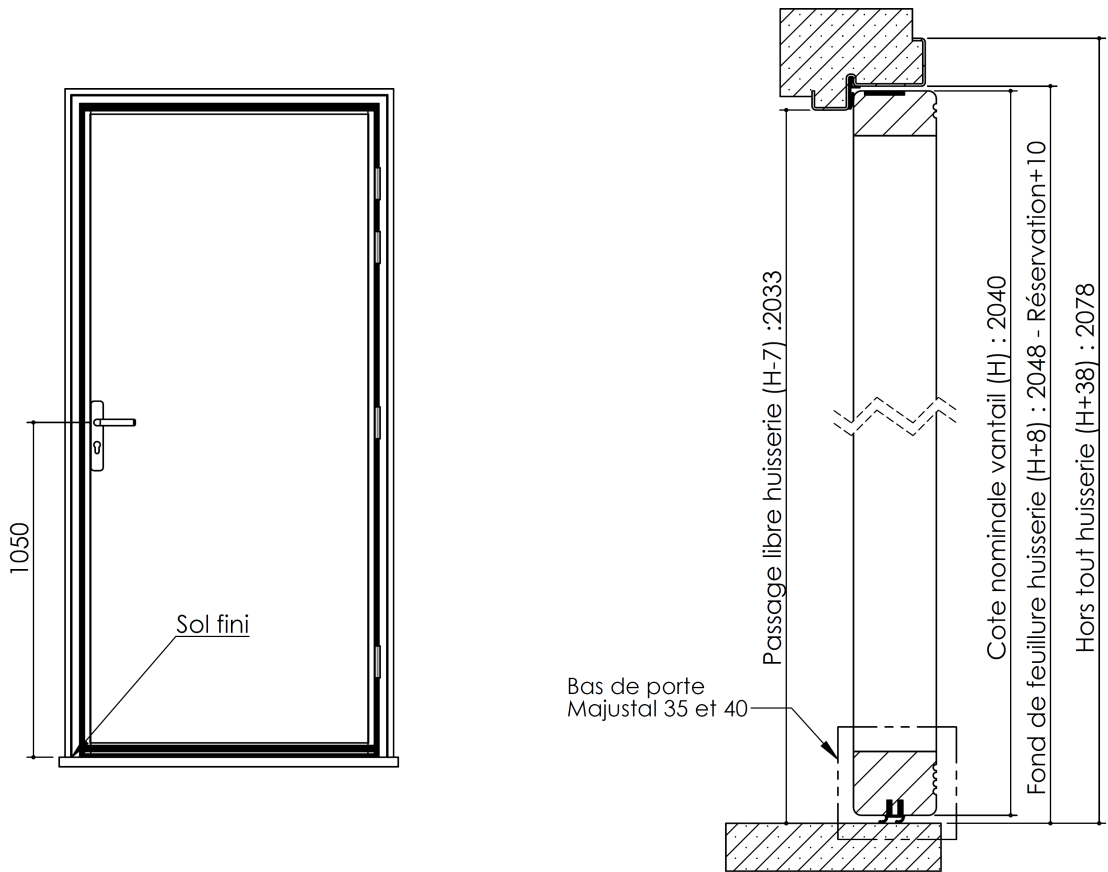 1050
Sol fini
Bas de porte
Majustal 35 et 40
Passage libre huisserie (H-7) :2033
Cote nominale vantail (H) : 2040
Fond de feuillure huisserie (H+8) : 2048 - Réservation+10
Hors tout huisserie (H+38) : 2078